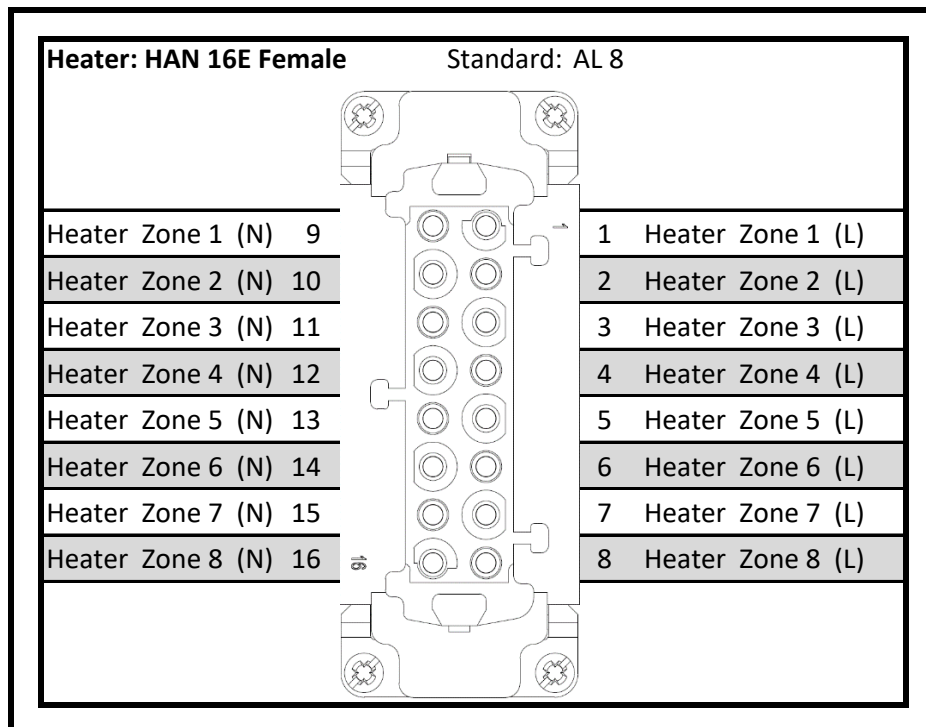 Heater: HAN 16E Female Standard: AL 8
Heater Zone 1 (N) 9 1 1 Heater Zone 1 (L)
Heater Zone 2 (N) 10 2 Heater Zone 2 (L)
Heater Zone 3 (N) 11 3 Heater Zone 3 (L)
Heater Zone 4 (N) 12 4 Heater Zone 4 (L)
Heater Zone 5 (N) 13 5 Heater Zone 5 (L)
Heater Zone 6 (N) 14 6 Heater Zone 6 (L)
Heater Zone 7 (N) 15 7 Heater Zone 7 (L)
Heater Zone 8 (N) 16 16 8 Heater Zone 8 (L)